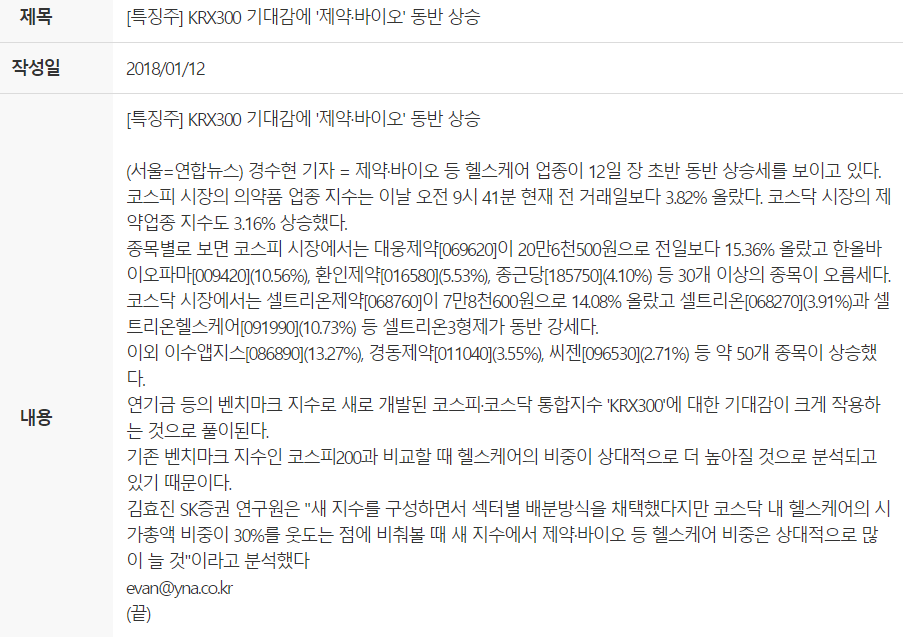 제목
[특징주] KRX300 기대감에 '제약·바이오' 동반 상승
작성일
2018/01/12
내용
[특징주] KRX300 기대감에 '제약·바이오' 동반 상승
(서울=연합뉴스) 경수현 기자 = 제약·바이오 등 헬스케어 업종이 12일 장 초반 동반 상승세를 보이고 있다.
코스피 시장의 의약품 업종 지수는 이날 오전 9시 41분 현재 전 거래일보다 3.82% 올랐다. 코스닥 시장의 제
약업종 지수도 3.16% 상승했다.
종목별로 보면 코스피 시장에서는 대웅제약[069620]이 20만6천500원으로 전일보다 15.36% 올랐고 한올바
이오파마[009420](10.56%), 환인제약[016580](5.53%), 종근당[185750](4.10%) 등 30개 이상의 종목이 오름세다.
코스닥 시장에서는 셀트리온제약[068760]이 7만8천600원으로 14.08% 올랐고 셀트리온[068270](3.91%)과 셀
트리온헬스케어[091990](10.73%) 등 셀트리온3형제가 동반 강세다.
이외 이수앱지스[086890](13.27%), 경동제약[011040](3.55%), 씨젠[096530](2.71%) 등 약 50개 종목이 상승했
다.
연기금 등의 벤치마크 지수로 새로 개발된 코스피·코스닥 통합지수 'KRX300'에 대한 기대감이 크게 작용하
는 것으로 풀이된다.
기존 벤치마크 지수인 코스피200과 비교할 때 헬스케어의 비중이 상대적으로 더 높아질 것으로 분석되고
있기 때문이다.
김효진 SK증권 연구원은 "새 지수를 구성하면서 섹터별 배분방식을 채택했다지만 코스닥 내 헬스케어의 시
가총액 비중이 30%를 웃도는 점에 비춰볼 때 새 지수에서 제약·바이오 등 헬스케어 비중은 상대적으로 많
이 늘 것"이라고 분석했다
evan@yna.co.kr
(끝)